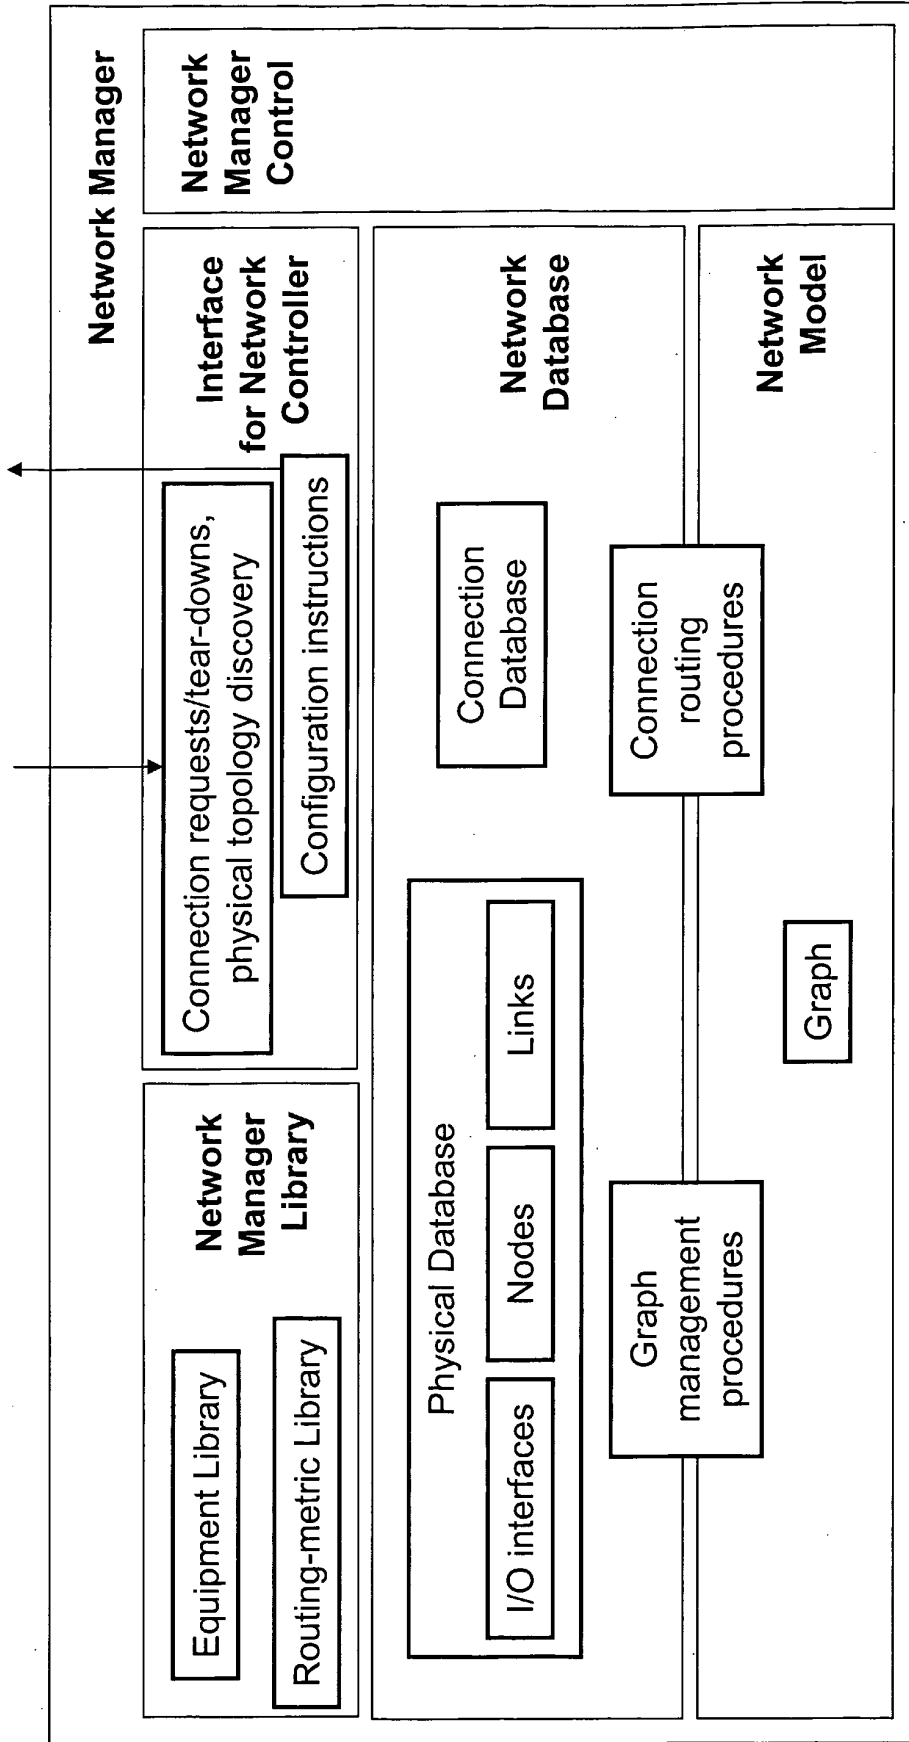 Network Manager
Network
Manager
Library
Equipment Library
Routing-metric Library
Interface
for Network
Controller
Connection requests/tear-downs,
physical topology discovery
Configuration instructions
Network
Manager
Control
Network
Database
Physical Database
I/O interfaces
Nodes
Links
Connection
Database
Graph
management
procedures
Connection
routing
procedures
Network
Model
Graph